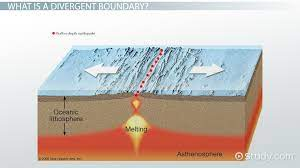 WHAT IS A DIVERGENT BOUNDARY?
Shallow-depth earthquake
Oceanic
lithosphere
Melting
Asthenosphere
Study.com